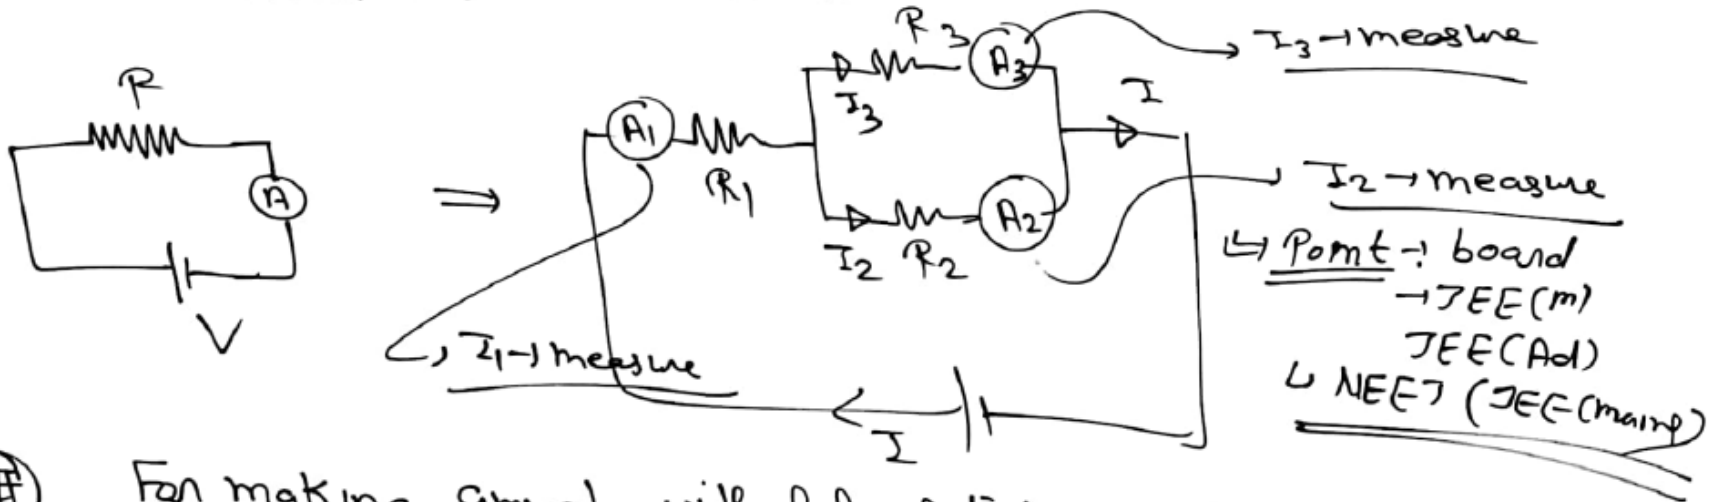 R
A
V
A1
R1
I3
R3
A3
I2
R2
A2
I
I
I1 → measure
I3 → measure
I2 → measure
Point : board
→ JEE(m)
JEE(Ad)
↳ NEET (JEE(main))
For making